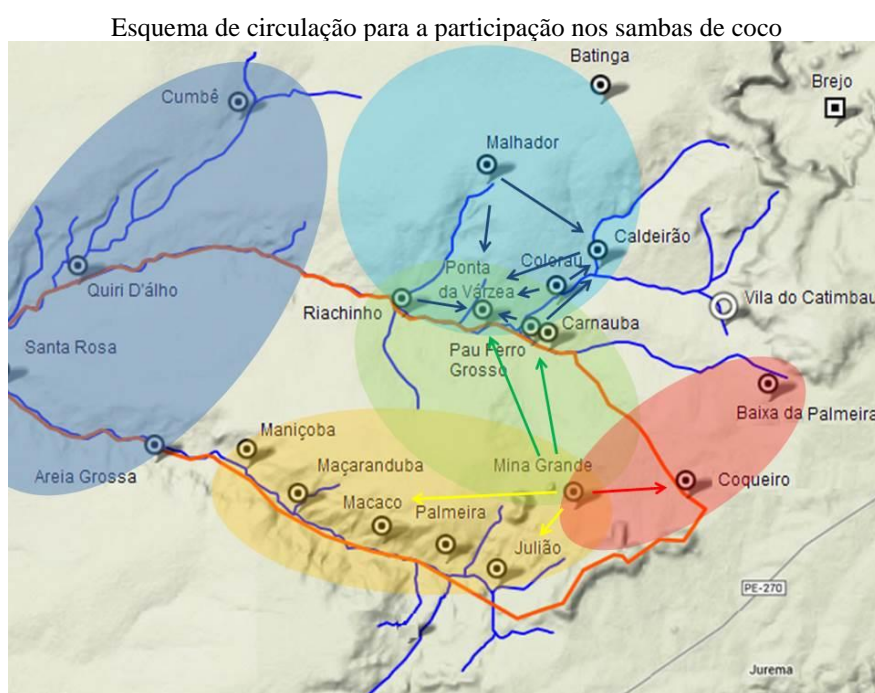 Esquema de circulação para a participação nos sambas de coco
Batinga
Brejo
Cumbê
Malhador
Caldeirão
Coloraú
Ponta
da Várzea
Quiri D'álho
Riachinho
Vila do Catimbau
Carnauba
Pau Ferro
Grosso
Santa Rosa
Baixa da Palmeira
Maniçoba
Areia Grossa
Maçaranduba
Mina Grande
Coqueiro
Macaco
Palmeira
Julião
PE-270
Jurema